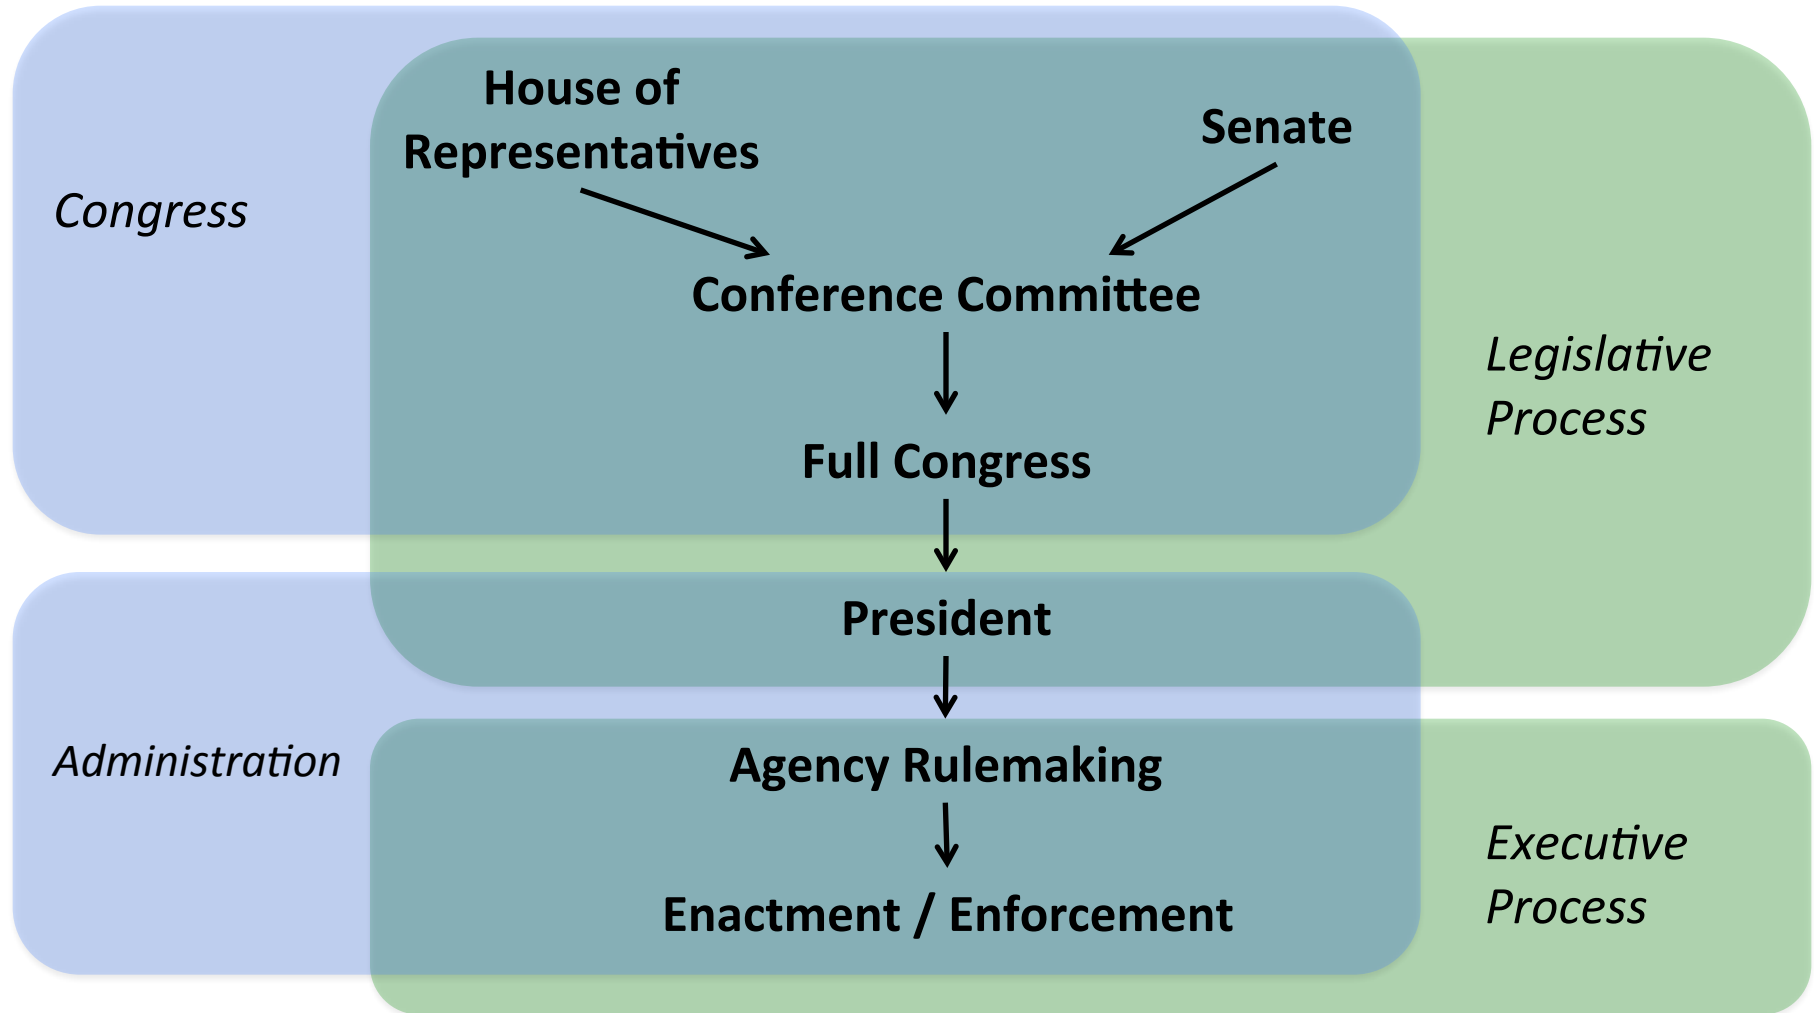 House of
Representatives
Senate
Congress
Conference Committee
Legislative
Process
Full Congress
President
Administration
Agency Rulemaking
Executive
Process
Enactment / Enforcement